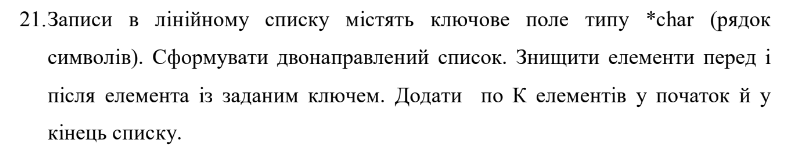 21.Записи в лінійному списку містять ключове поле типу *char (рядок
символів). Сформувати двонаправлений список. Знищити елементи перед і
після елемента із заданим ключем. Додати по К елементів у початок й у
кінець списку.